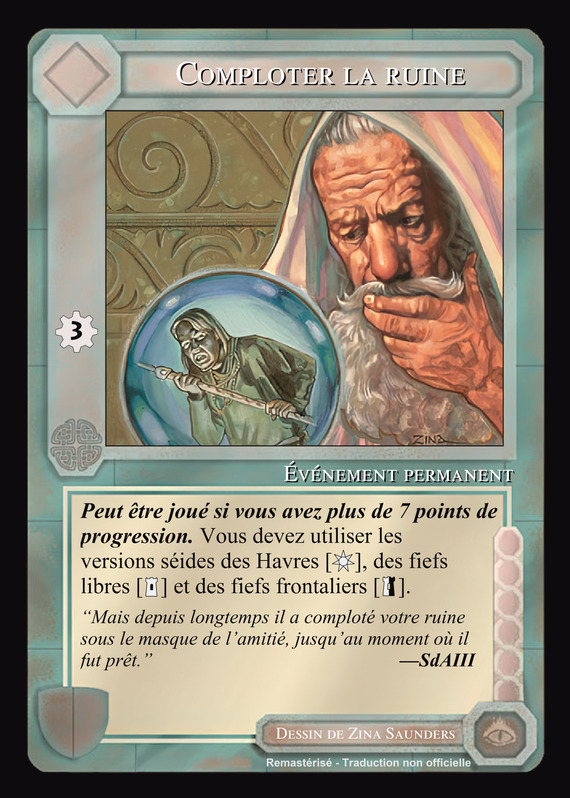 Comploter la ruine
3
ZINA
Événement permanent
Peut être joué si vous avez plus de 7 points de
progression. Vous devez utiliser les
versions séides des Havres [ ], des fiefs
libres [ ] et des fiefs frontaliers [ ].
“Mais depuis longtemps il a comploté votre ruine
sous le masque de l’amitié, jusqu’au moment où il
fut prêt.” —SdAIII
Dessin de Zina Saunders
Remastérisé - Traduction non officielle